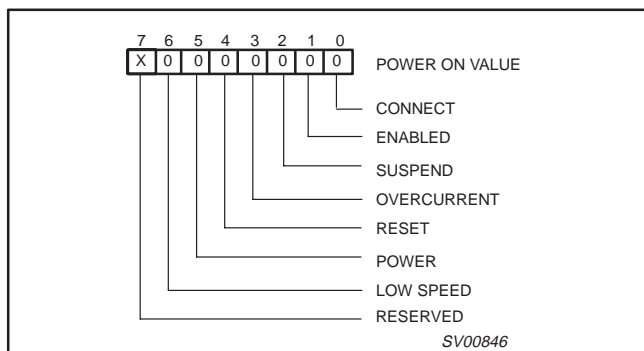 7 6 5 4 3 2 1 0
X 0 0 0 0 0 0 0 POWER ON VALUE
CONNECT
ENABLED
SUSPEND
OVERCURRENT
RESET
POWER
LOW SPEED
RESERVED
SV00846